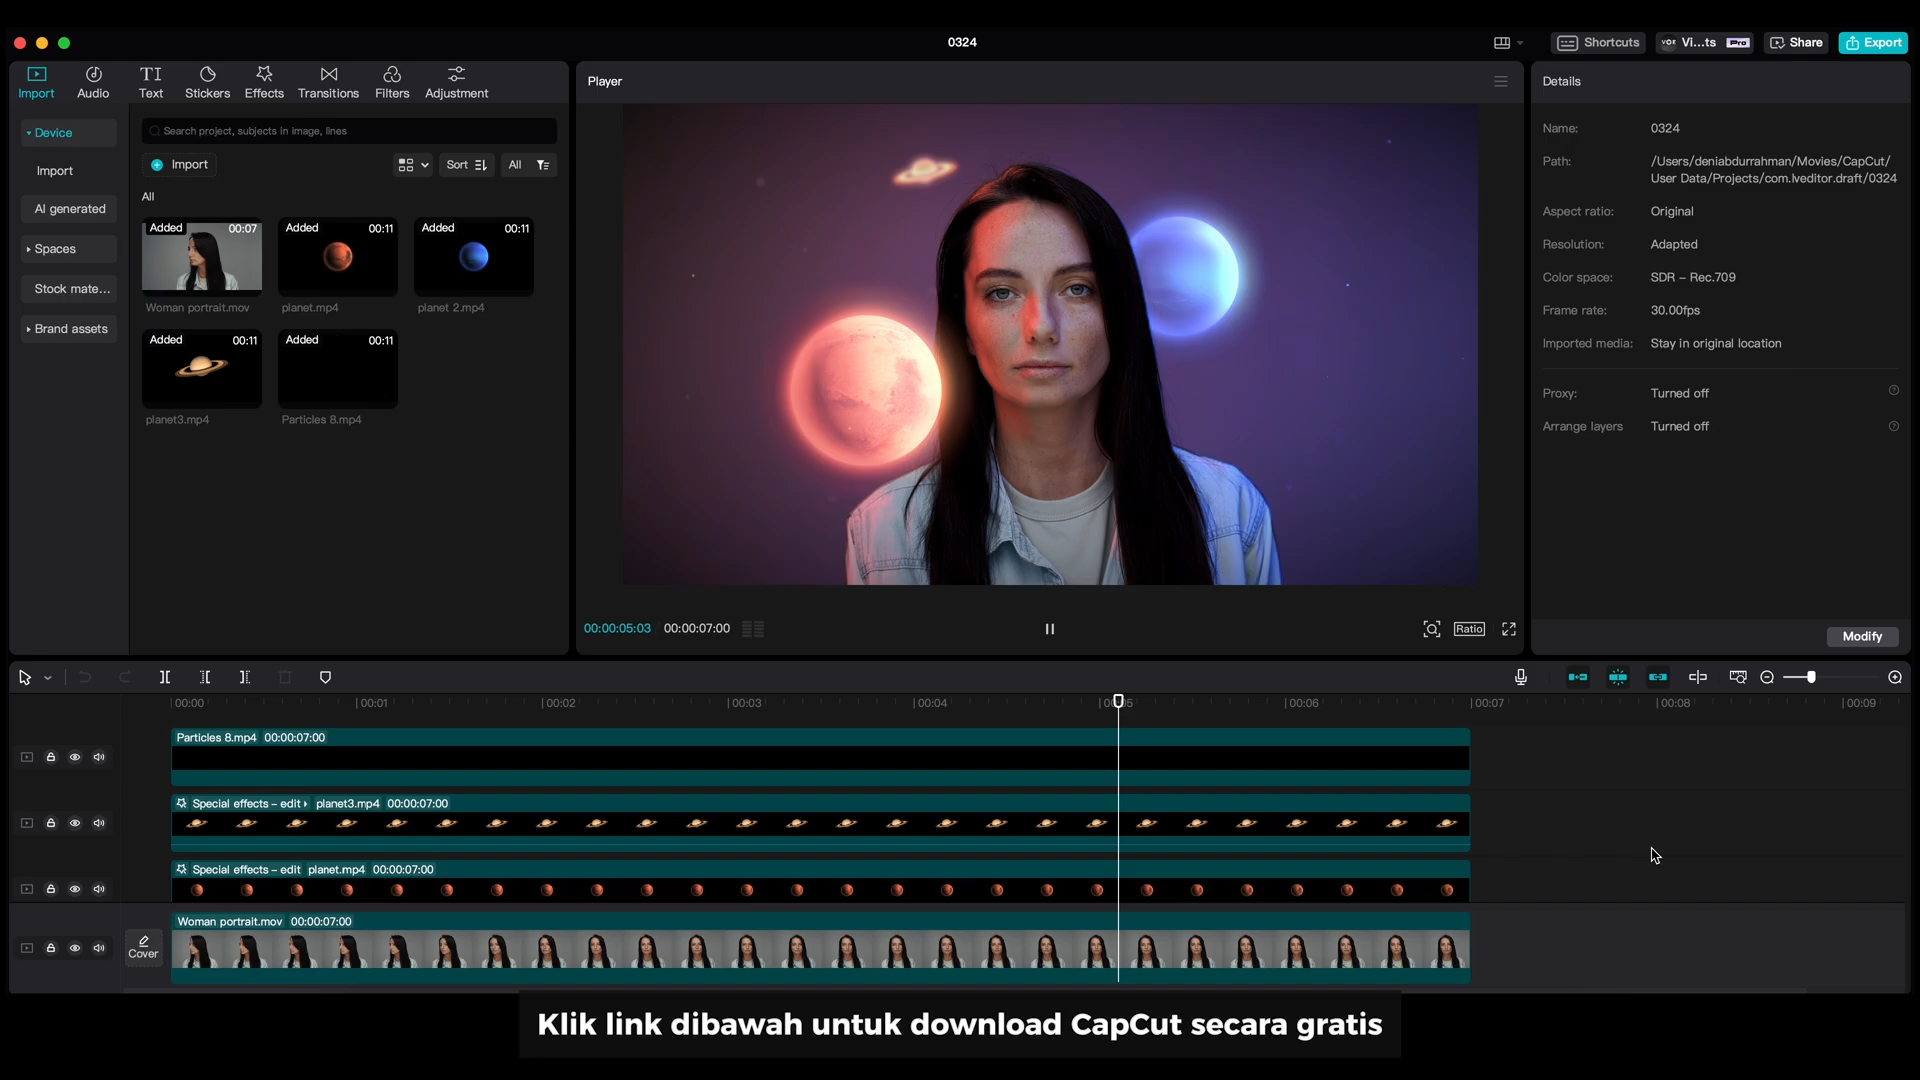 0324
Shortcuts
VOE Vi...ts Pro
Share
Export
Import
Audio
TI
Text
Stickers
Effects
Transitions
Filters
Adjustment
Device
Import
AI generated
Spaces
Stock mate...
Brand assets
Search project, subjects in image, lines
Import
Sort
All
All
Added 00:07
Woman portrait.mov
Added 00:11
planet.mp4
Added 00:11
planet 2.mp4
Added 00:11
planet3.mp4
Added 00:11
Particles 8.mp4
Player
00:00:05:03 00:00:07:00
Ratio
Details
Name: 0324
Path: /Users/deniabdurrahman/Movies/CapCut/
User Data/Projects/com.lveditor.draft/0324
Aspect ratio: Original
Resolution: Adapted
Color space: SDR – Rec.709
Frame rate: 30.00fps
Imported media: Stay in original location
Proxy: Turned off
Arrange layers Turned off
Modify
00:00 00:01 00:02 00:03 00:04 00:05 00:06 00:07 00:08 00:09
Particles 8.mp4 00:00:07:00
Special effects – edit planet3.mp4 00:00:07:00
Special effects – edit planet.mp4 00:00:07:00
Cover
Woman portrait.mov 00:00:07:00
Klik link dibawah untuk download CapCut secara gratis